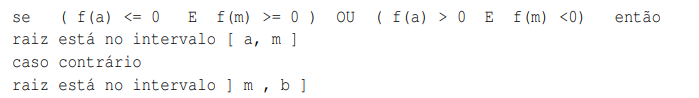 se ( f(a) <= 0 E f(m) >= 0 ) OU ( f(a) > 0 E f(m) <0) então
raiz está no intervalo [ a, m ]
caso contrário
raiz está no intervalo ] m , b ]